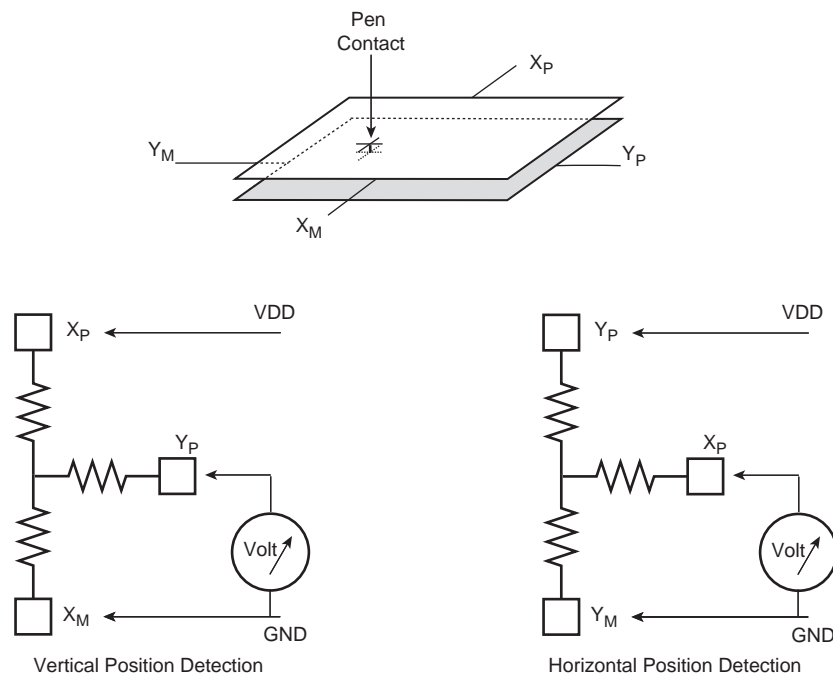 Pen
Contact
X_P
Y_M
Y_P
X_M
X_P
VDD
Y_P
Volt
X_M
GND
Vertical Position Detection
Y_P
VDD
X_P
Volt
Y_M
GND
Horizontal Position Detection